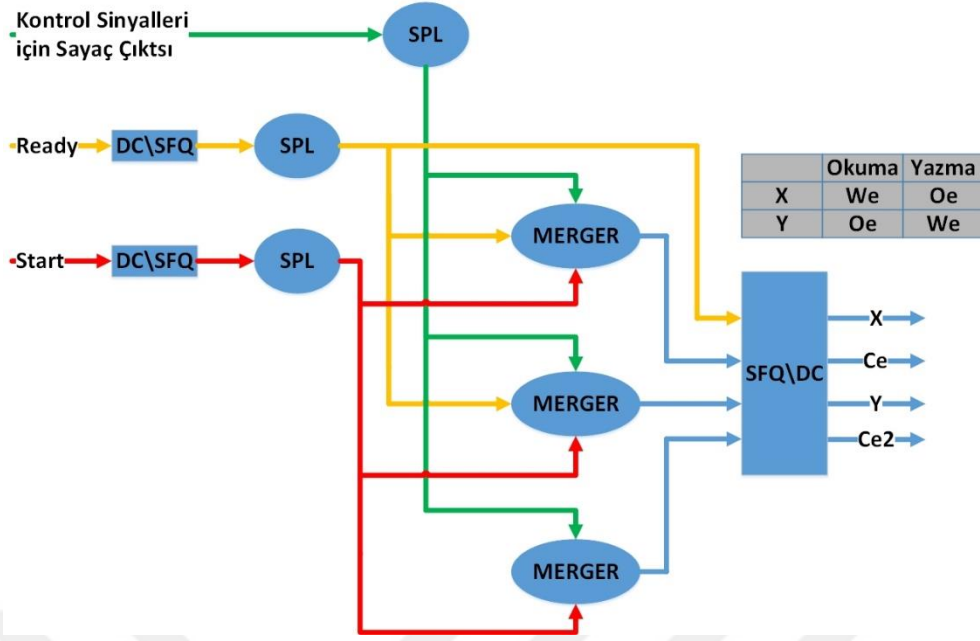 Kontrol Sinyalleri
için Sayaç Çıktsı
SPL
Ready
DC\SFQ
SPL
Okuma Yazma
X We Oe
Y Oe We
MERGER
Start
DC\SFQ
SPL
X
Ce
SFQ\DC
MERGER
Y
Ce2
MERGER